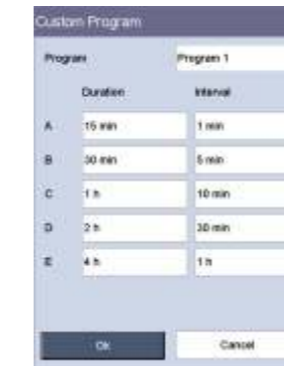 Custom Program
Program Program 1
Duration Interval
A 15 min 1 min
B 30 min 5 min
C 1 h 10 min
D 2 h 30 min
E 4 h 1 h
Ok Cancel